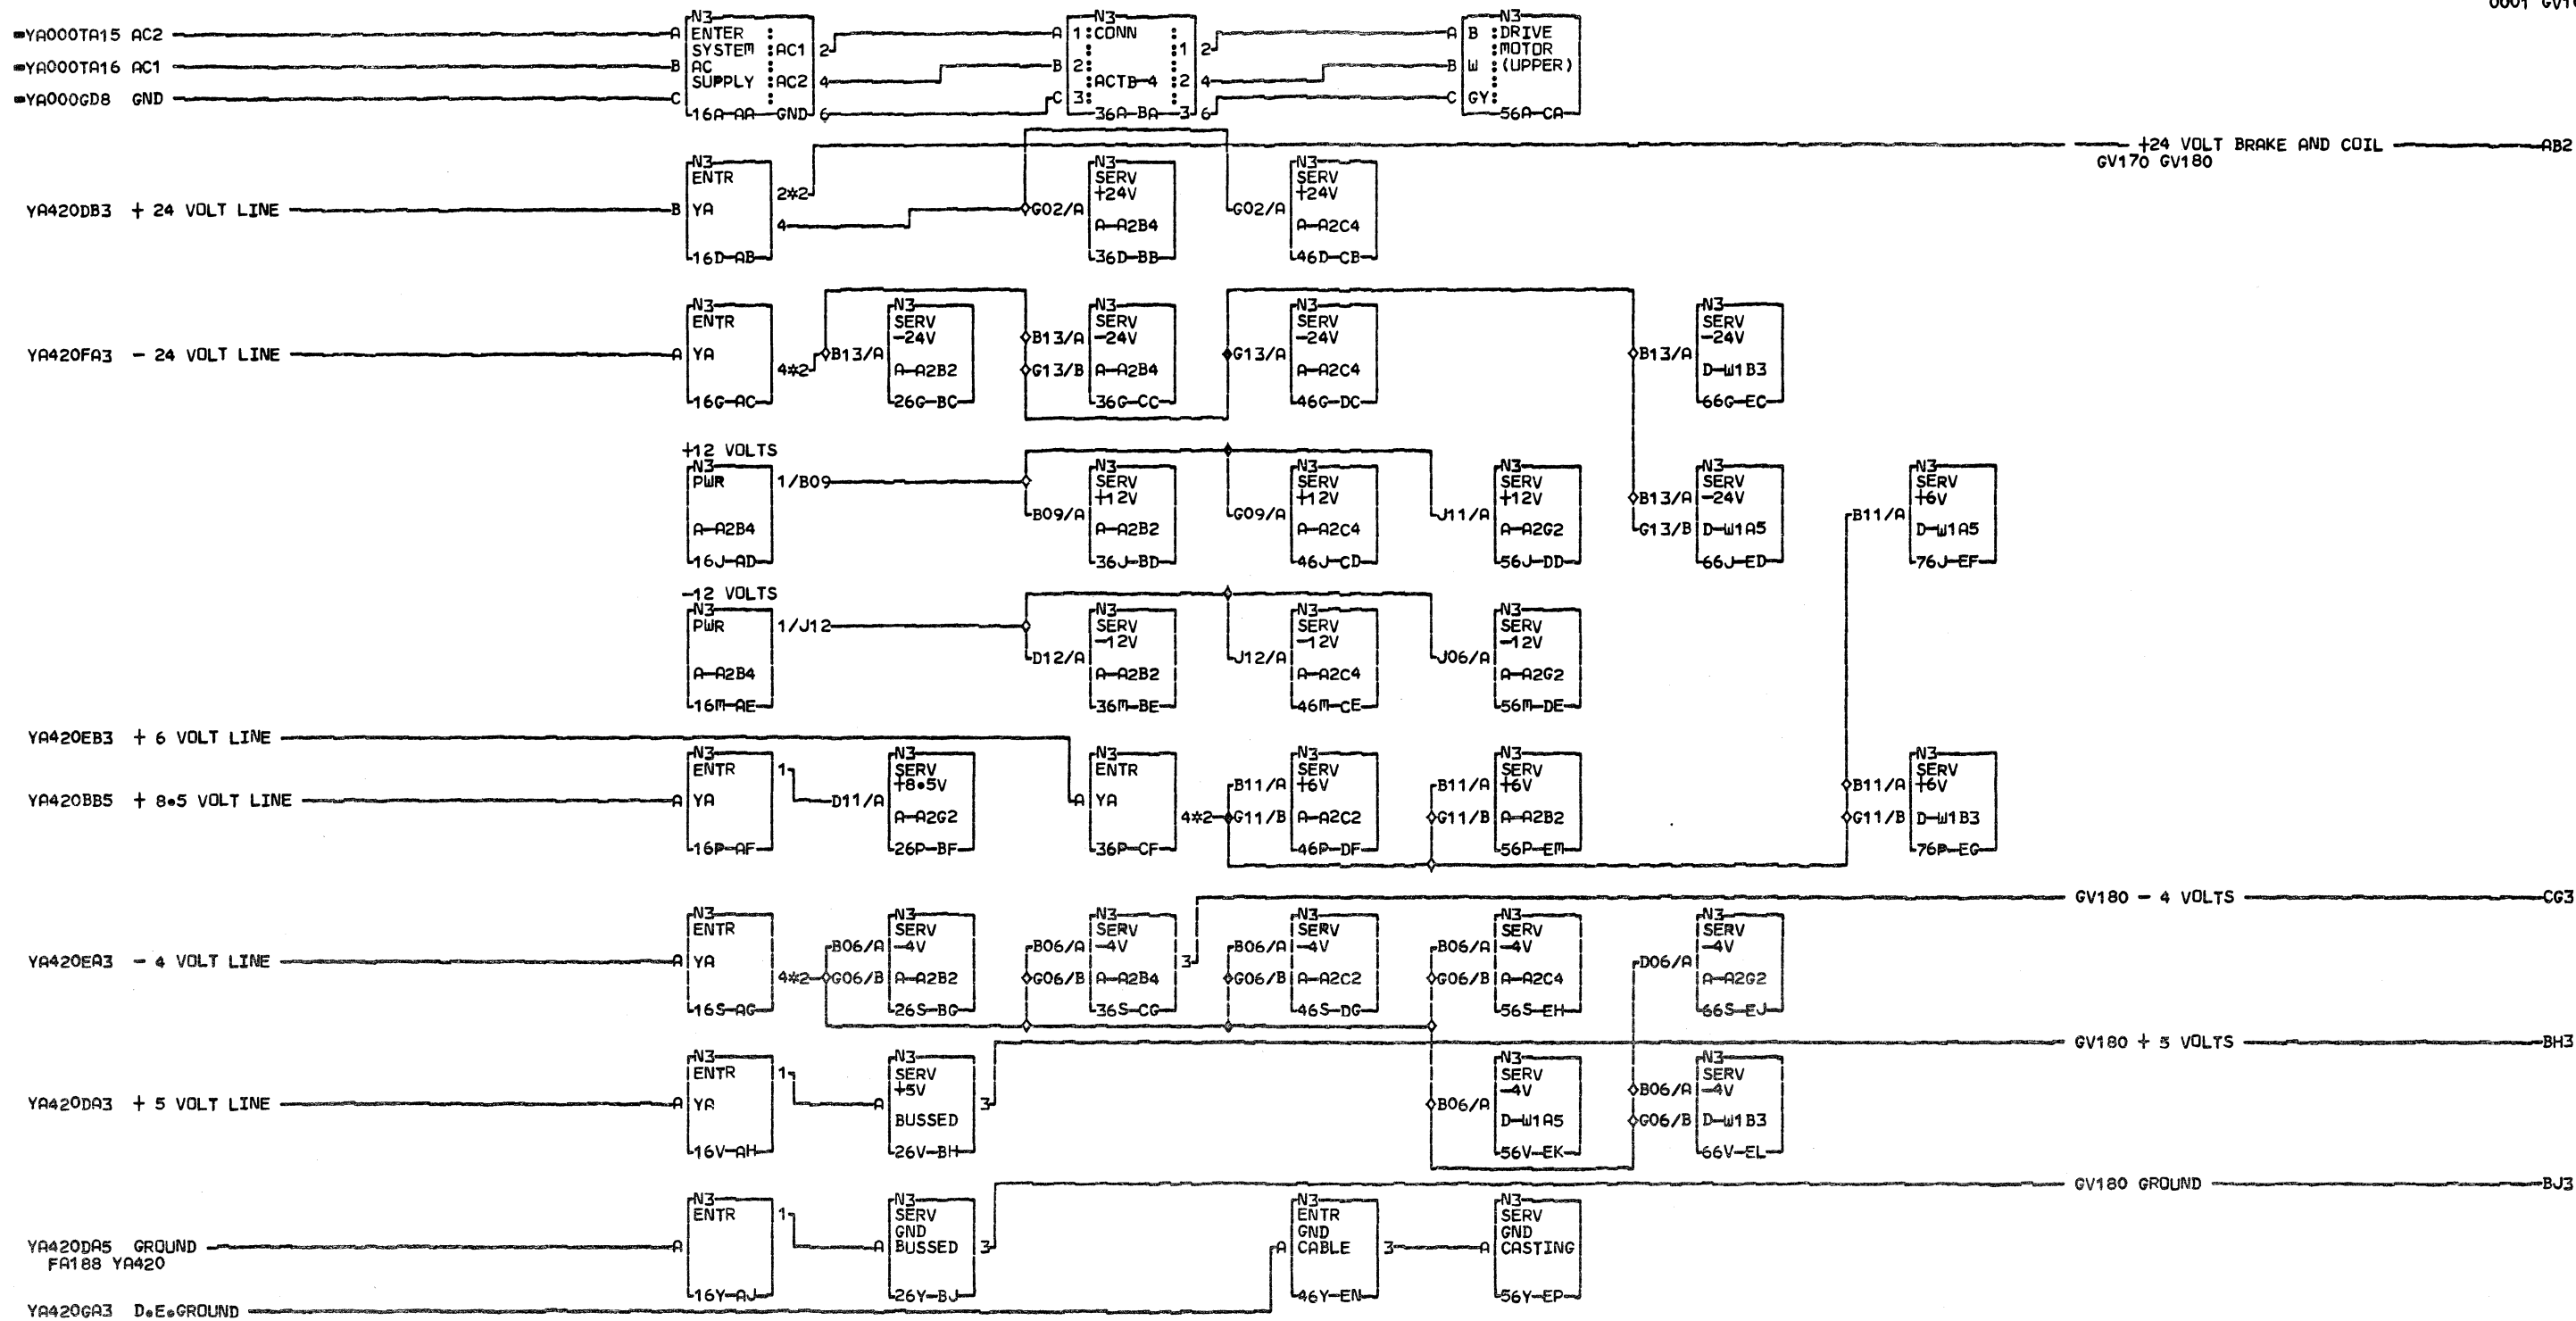 0001 GV1
YA000TA15 AC2
YA000TA16 AC1
YA000GD8 GND
A B C
N3
ENTER
SYSTEM AC1 2
AC
SUPPLY AC2 4
16A-AA GND 6
A B C
N3
1 CONN 1 2
2
ACTB-4 2 4
3
36A-BA 3 6
A B C
N3
B DRIVE
MOTOR
W (UPPER)
GY
56A-CA
+24 VOLT BRAKE AND COIL AB2
GV170 GV180
YA420DB3 + 24 VOLT LINE B
N3
ENTR
2*2
YA
4
16D-AB
G02/A
N3
SERV
+24V
A-A2B4
36D-BB
G02/A
N3
SERV
+24V
A-A2C4
46D-CB
YA420FA3 - 24 VOLT LINE A
N3
ENTR
YA
4*2
16G-AC
B13/A
N3
SERV
-24V
A-A2B2
26G-BC
B13/A
G13/B
N3
SERV
-24V
A-A2B4
36G-CC
G13/A
N3
SERV
-24V
A-A2C4
46G-DC
B13/A
N3
SERV
-24V
D-W1B3
66G-EC
+12 VOLTS
N3
PWR 1/B09
A-A2B4
16J-AD
B09/A
N3
SERV
+12V
A-A2B2
36J-BD
G09/A
N3
SERV
+12V
A-A2C4
46J-CD
J11/A
N3
SERV
+12V
A-A2G2
56J-DD
B13/A
G13/B
N3
SERV
-24V
D-W1A5
66J-ED
B11/A
N3
SERV
+6V
D-W1A5
76J-EF
-12 VOLTS
N3
PWR 1/J12
A-A2B4
16M-AE
D12/A
N3
SERV
-12V
A-A2B2
36M-BE
J12/A
N3
SERV
-12V
A-A2C4
46M-CE
J06/A
N3
SERV
-12V
A-A2G2
56M-DE
YA420EB3 + 6 VOLT LINE
YA420BB5 + 8.5 VOLT LINE A
N3
ENTR 1
YA
16P-AF
D11/A
N3
SERV
+8.5V
A-A2G2
26P-BF
A
N3
ENTR
YA
4*2
36P-CF
B11/A
G11/B
N3
SERV
+6V
A-A2C2
46P-DF
B11/A
G11/B
N3
SERV
+6V
A-A2B2
56P-EM
B11/A
G11/B
N3
SERV
+6V
D-W1B3
76P-EG
GV180 - 4 VOLTS CG3
YA420EA3 - 4 VOLT LINE A
N3
ENTR
YA
4*2
16S-AG
B06/A
G06/B
N3
SERV
-4V
A-A2B2
26S-BG
B06/A
G06/B
N3
SERV
-4V
3
A-A2B4
36S-CG
B06/A
G06/B
N3
SERV
-4V
A-A2C2
46S-DG
B06/A
G06/B
N3
SERV
-4V
A-A2C4
56S-EH
D06/A
N3
SERV
-4V
A-A2G2
66S-EJ
GV180 + 5 VOLTS BH3
YA420DA3 + 5 VOLT LINE A
N3
ENTR 1
YA
16V-AH
A
N3
SERV
+5V
3
BUSSED
26V-BH
B06/A
N3
SERV
-4V
D-W1A5
56V-EK
B06/A
G06/B
N3
SERV
-4V
D-W1B3
66V-EL
GV180 GROUND BJ3
YA420DA5 GROUND A
FA188 YA420
N3
ENTR 1
16Y-AJ
A
N3
SERV
GND
BUSSED 3
26Y-BJ
A
N3
ENTR
GND
CABLE 3
46Y-EN
A
N3
SERV
GND
CASTING
56Y-EP
YA420GA3 D.E.GROUND